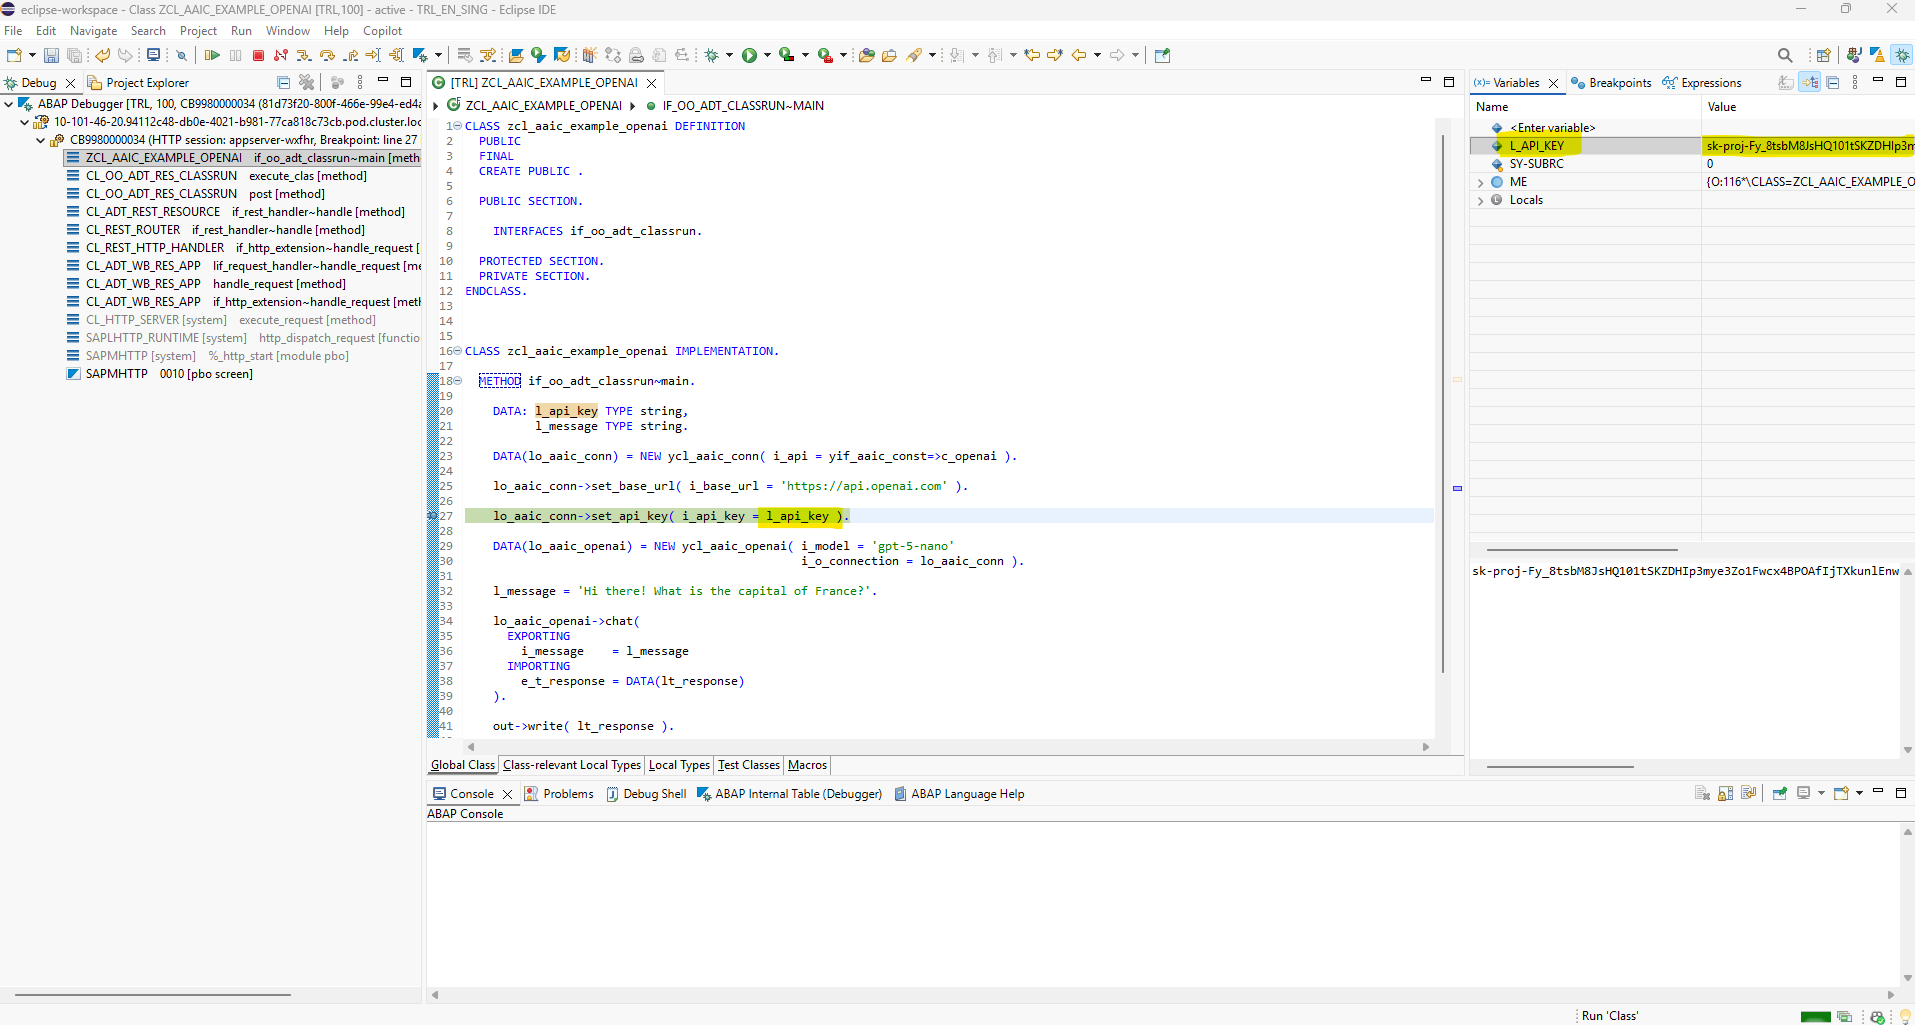 eclipse-workspace - Class ZCL_AAIC_EXAMPLE_OPENAI [TRL,100] - active - TRL_EN_SING - Eclipse IDE
File Edit Navigate Search Project Run Window Help Copilot
Debug Project Explorer
ABAP Debugger [TRL, 100, CB9980000034 (81d73f20-800f-466e-99e4-ed4a
10-101-46-20.94112c48-db0e-4021-b981-77ca818c73cb.pod.cluster.loc
CB9980000034 (HTTP session: appserver-wxfhr, Breakpoint: line 27
ZCL_AAIC_EXAMPLE_OPENAI if_oo_adt_classrun~main [meth
CL_OO_ADT_RES_CLASSRUN execute_clas [method]
CL_OO_ADT_RES_CLASSRUN post [method]
CL_ADT_REST_RESOURCE if_rest_handler~handle [method]
CL_REST_ROUTER if_rest_handler~handle [method]
CL_REST_HTTP_HANDLER if_http_extension~handle_request [
CL_ADT_WB_RES_APP lif_request_handler~handle_request [me
CL_ADT_WB_RES_APP handle_request [method]
CL_ADT_WB_RES_APP if_http_extension~handle_request [meth
CL_HTTP_SERVER [system] execute_request [method]
SAPLHTTP_RUNTIME [system] http_dispatch_request [functio
SAPMHTTP [system] %_http_start [module pbo]
SAPMHTTP 0010 [pbo screen]
[TRL] ZCL_AAIC_EXAMPLE_OPENAI
ZCL_AAIC_EXAMPLE_OPENAI IF_OO_ADT_CLASSRUN~MAIN
1 CLASS zcl_aaic_example_openai DEFINITION
2 PUBLIC
3 FINAL
4 CREATE PUBLIC .
5
6 PUBLIC SECTION.
7
8 INTERFACES if_oo_adt_classrun.
9
10 PROTECTED SECTION.
11 PRIVATE SECTION.
12 ENDCLASS.
13
14
15
16 CLASS zcl_aaic_example_openai IMPLEMENTATION.
17
18 METHOD if_oo_adt_classrun~main.
19
20 DATA: l_api_key TYPE string,
21 l_message TYPE string.
22
23 DATA(lo_aaic_conn) = NEW ycl_aaic_conn( i_api = yif_aaic_const=>c_openai ).
24
25 lo_aaic_conn->set_base_url( i_base_url = 'https://api.openai.com' ).
26
27 lo_aaic_conn->set_api_key( i_api_key = l_api_key ).
28
29 DATA(lo_aaic_openai) = NEW ycl_aaic_openai( i_model = 'gpt-5-nano'
30 i_o_connection = lo_aaic_conn ).
31
32 l_message = 'Hi there! What is the capital of France?'.
33
34 lo_aaic_openai->chat(
35 EXPORTING
36 i_message = l_message
37 IMPORTING
38 e_t_response = DATA(lt_response)
39 ).
40
41 out->write( lt_response ).
Global Class Class-relevant Local Types Local Types Test Classes Macros
(x)= Variables Breakpoints Expressions
Name Value
<Enter variable>
L_API_KEY sk-proj-Fy_8tsbM8JsHQ101tSKZDHIp3m
SY-SUBRC 0
ME {O:116*\CLASS=ZCL_AAIC_EXAMPLE_O
Locals
sk-proj-Fy_8tsbM8JsHQ101tSKZDHIp3mye3Zo1Fwcx4BPOAfIjTXkunlEnw
Console Problems Debug Shell ABAP Internal Table (Debugger) ABAP Language Help
ABAP Console
Run 'Class'